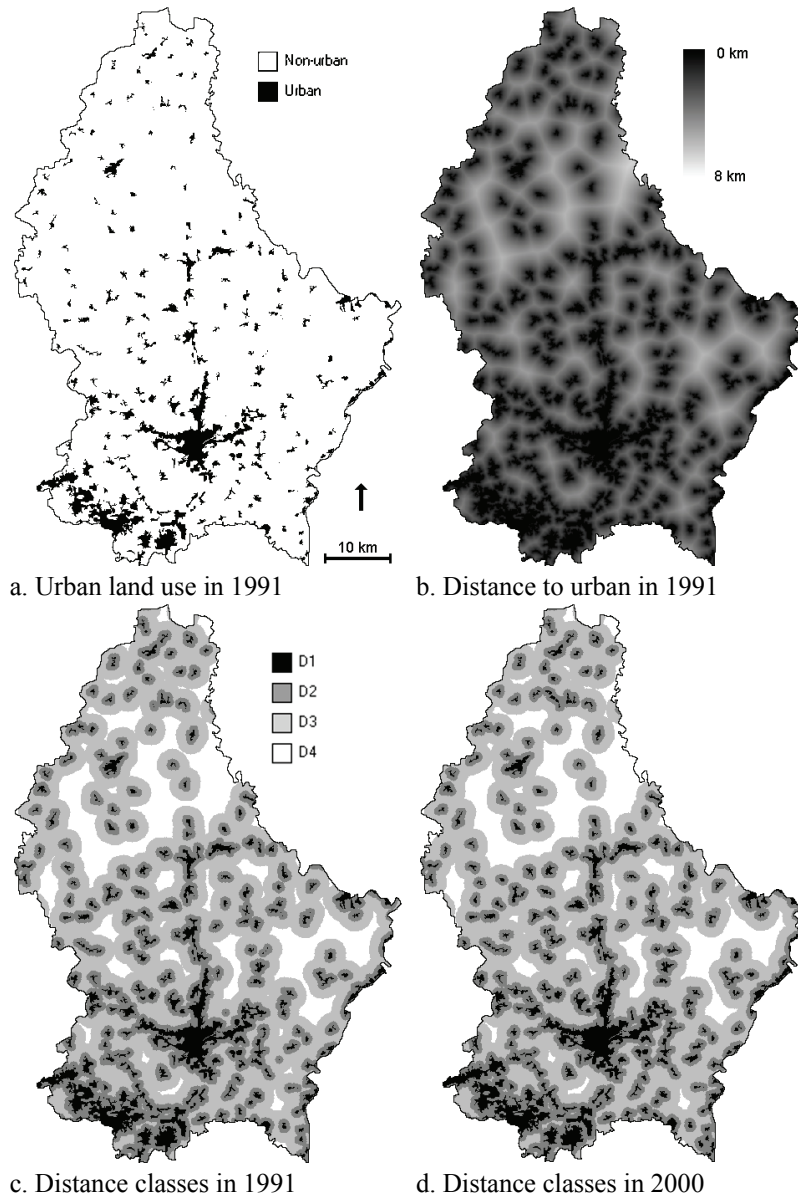 Non-urban
Urban
10 km
0 km
8 km
a. Urban land use in 1991
b. Distance to urban in 1991
D1
D2
D3
D4
c. Distance classes in 1991
d. Distance classes in 2000